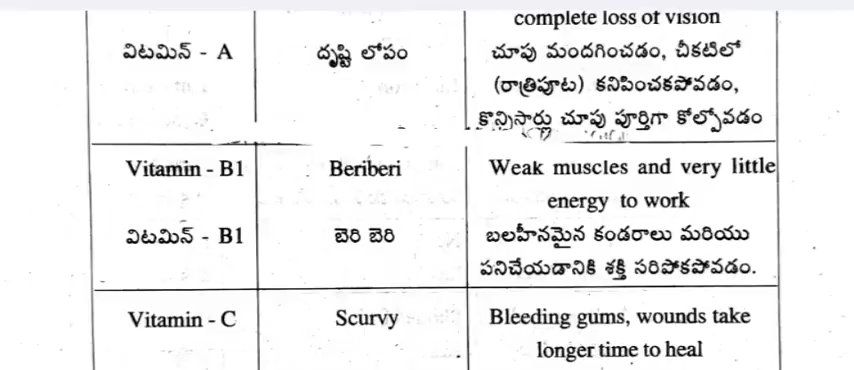 complete loss of vision
విటమిన్ - A దృష్టి లోపం చూపు మందగించడం, చీకటిలో
(రాత్రిపూట) కనిపించకపోవడం,
కొన్నిసార్లు చూపు పూర్తిగా కోల్పోవడం
Vitamin - B1 Beriberi Weak muscles and very little
energy to work
విటమిన్ - B1 బెరి బెరి బలహీనమైన కండరాలు మరియు
పనిచేయడానికి శక్తి సరిపోకపోవడం.
Vitamin - C Scurvy Bleeding gums, wounds take
longer time to heal